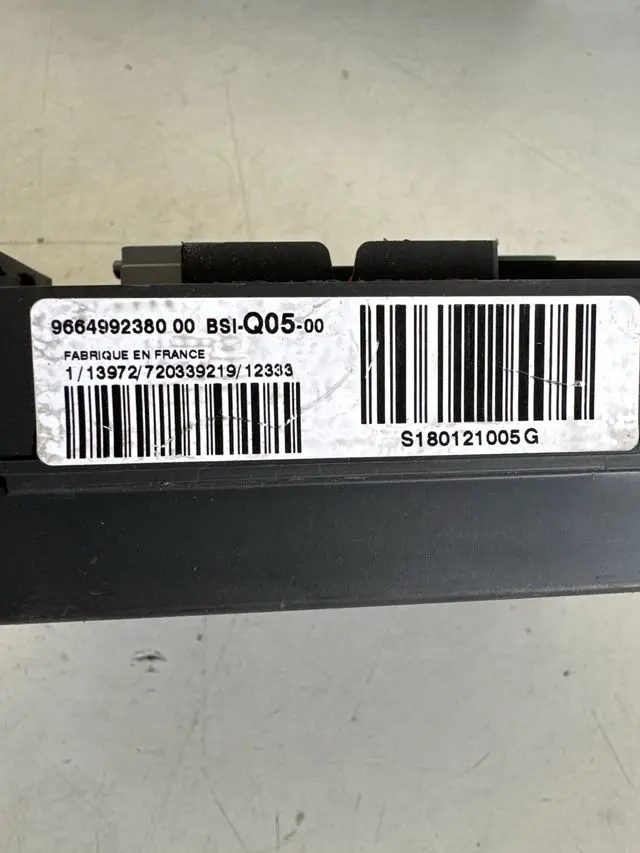 9664992380 00 BSI-Q05-00
FABRIQUE EN FRANCE
1/13972/720339219/12333
S180121005G